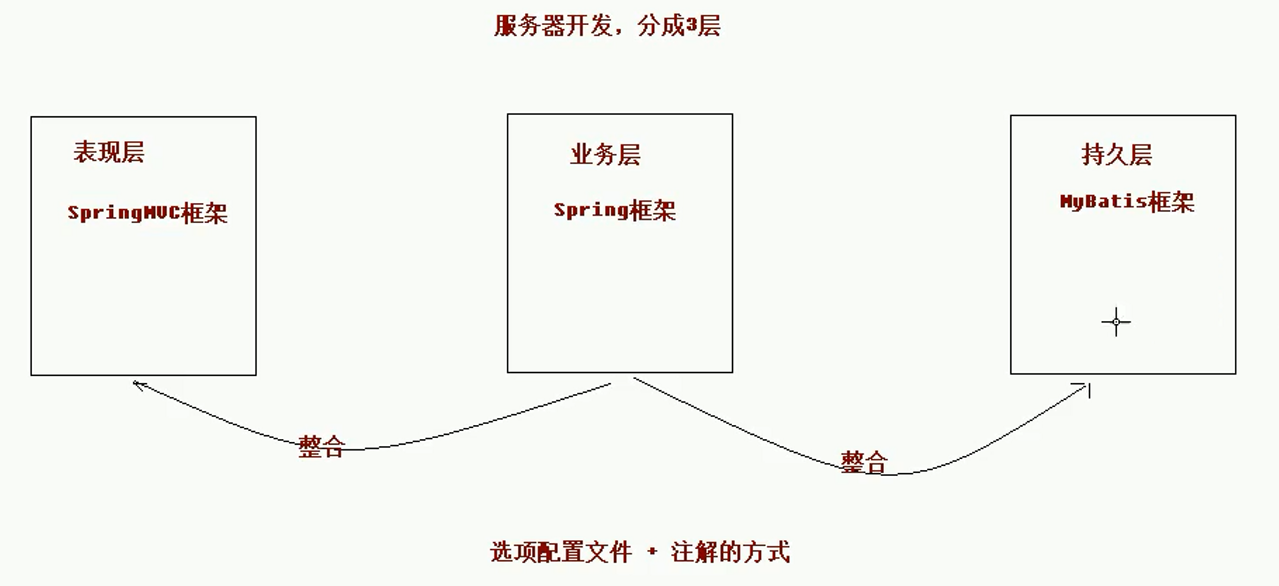 服务器开发，分成3层
表现层
SpringMVC框架
业务层
Spring框架
持久层
MyBatis框架
整合
整合
选项配置文件 + 注解的方式